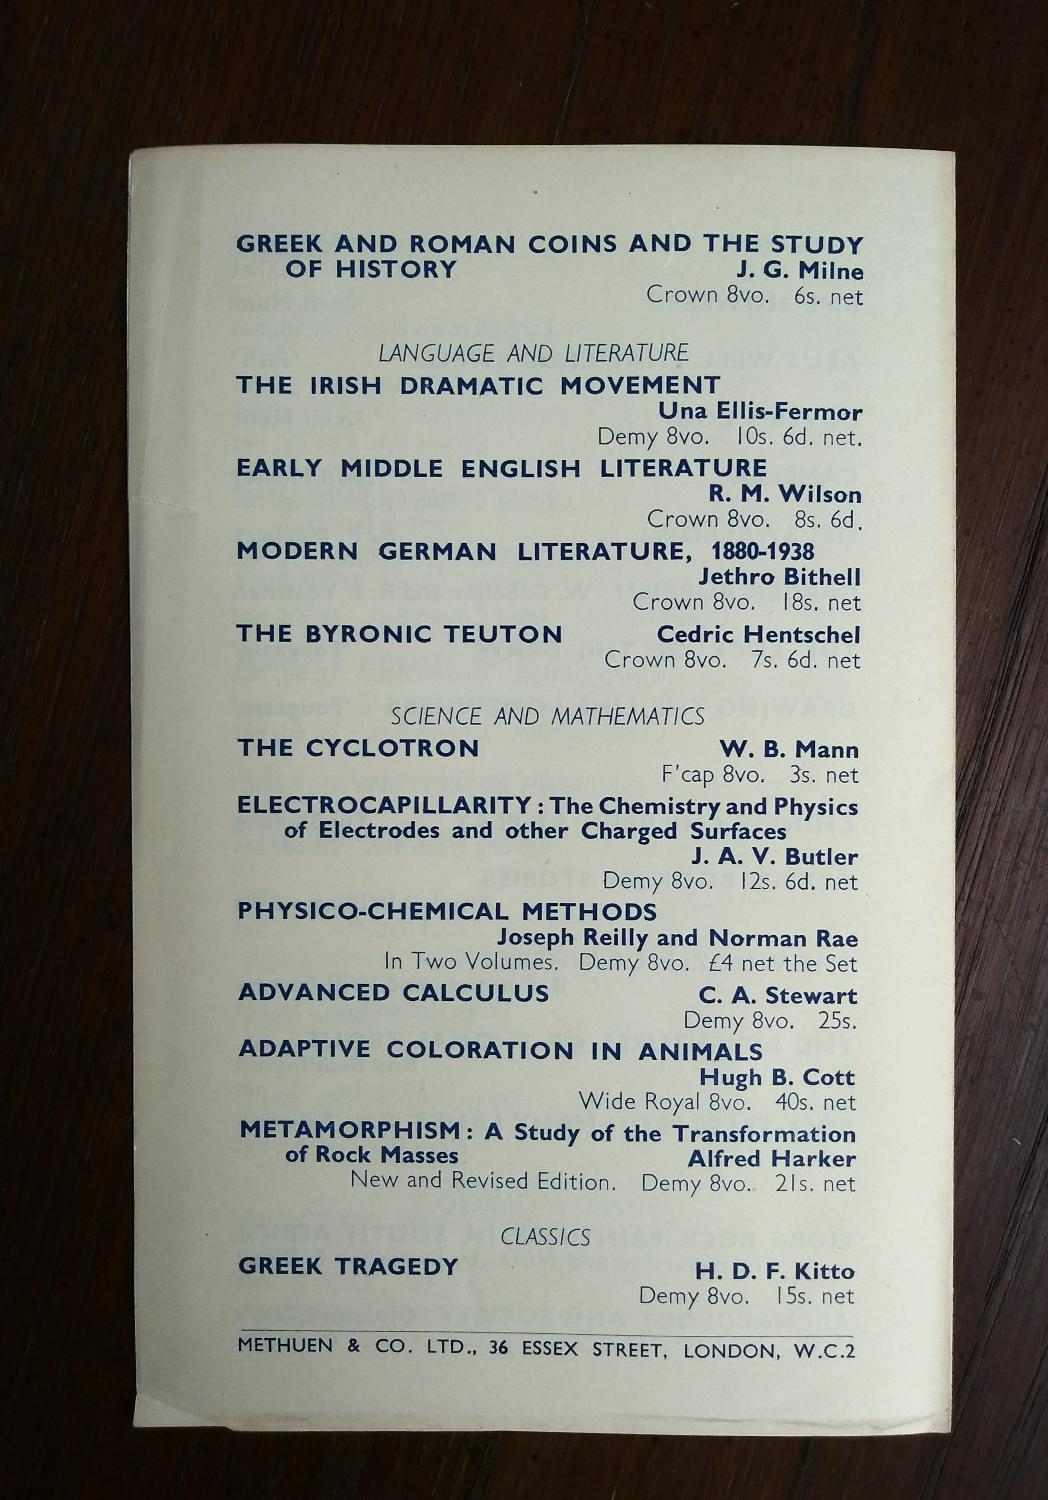 GREEK AND ROMAN COINS AND THE STUDY
OF HISTORY J. G. Milne
Crown 8vo. 6s. net
LANGUAGE AND LITERATURE
THE IRISH DRAMATIC MOVEMENT
Una Ellis-Fermor
Demy 8vo. 10s. 6d. net.
EARLY MIDDLE ENGLISH LITERATURE
R. M. Wilson
Crown 8vo. 8s. 6d.
MODERN GERMAN LITERATURE, 1880-1938
Jethro Bithell
Crown 8vo. 18s. net
THE BYRONIC TEUTON Cedric Hentschel
Crown 8vo. 7s. 6d. net
SCIENCE AND MATHEMATICS
THE CYCLOTRON W. B. Mann
F'cap 8vo. 3s. net
ELECTROCAPILLARITY : The Chemistry and Physics
of Electrodes and other Charged Surfaces
J. A. V. Butler
Demy 8vo. 12s. 6d. net
PHYSICO-CHEMICAL METHODS
Joseph Reilly and Norman Rae
In Two Volumes. Demy 8vo. £4 net the Set
ADVANCED CALCULUS C. A. Stewart
Demy 8vo. 25s.
ADAPTIVE COLORATION IN ANIMALS
Hugh B. Cott
Wide Royal 8vo. 40s. net
METAMORPHISM : A Study of the Transformation
of Rock Masses Alfred Harker
New and Revised Edition. Demy 8vo. 21s. net
CLASSICS
GREEK TRAGEDY H. D. F. Kitto
Demy 8vo. 15s. net
METHUEN & CO. LTD., 36 ESSEX STREET, LONDON, W.C.2